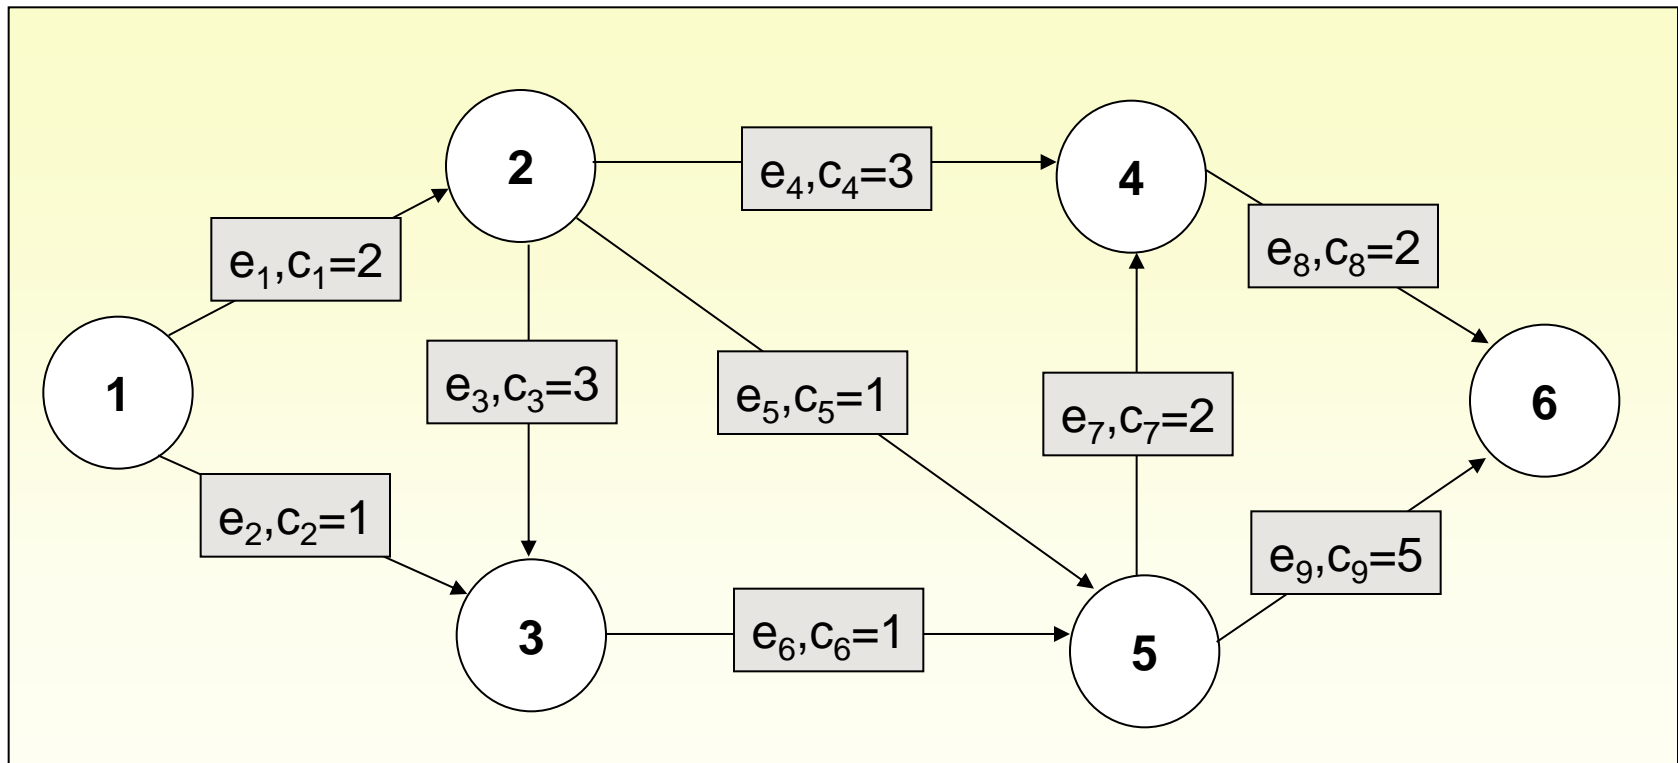 2
e₄,c₄=3
4
e₁,c₁=2
e₈,c₈=2
1
e₃,c₃=3
e₅,c₅=1
e₇,c₇=2
6
e₂,c₂=1
e₉,c₉=5
3
e₆,c₆=1
5